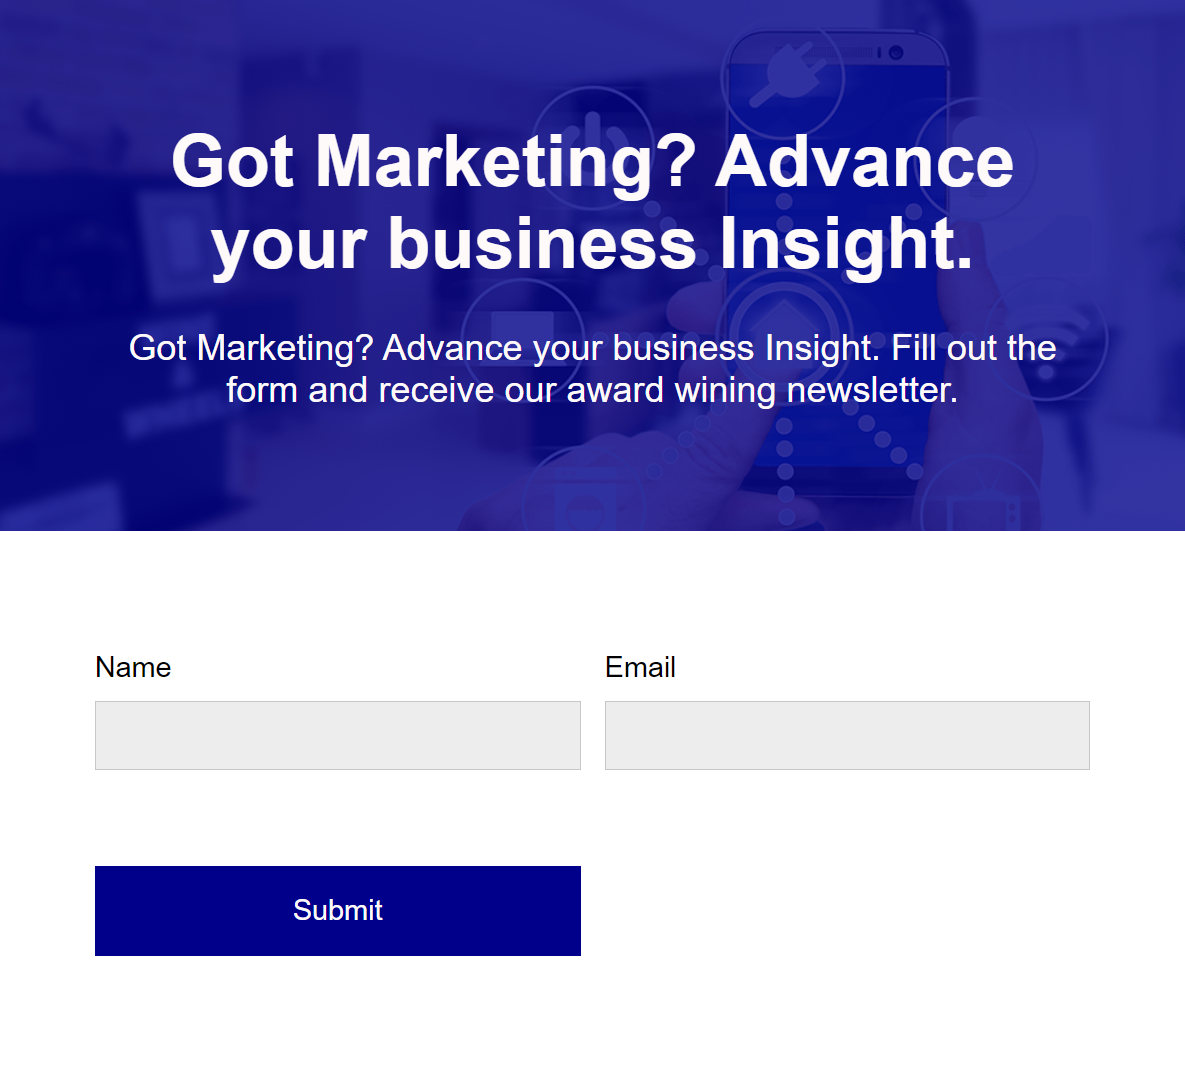 Got Marketing? Advance
your business Insight.
Got Marketing? Advance your business Insight. Fill out the
form and receive our award wining newsletter.
Name
Email
Submit